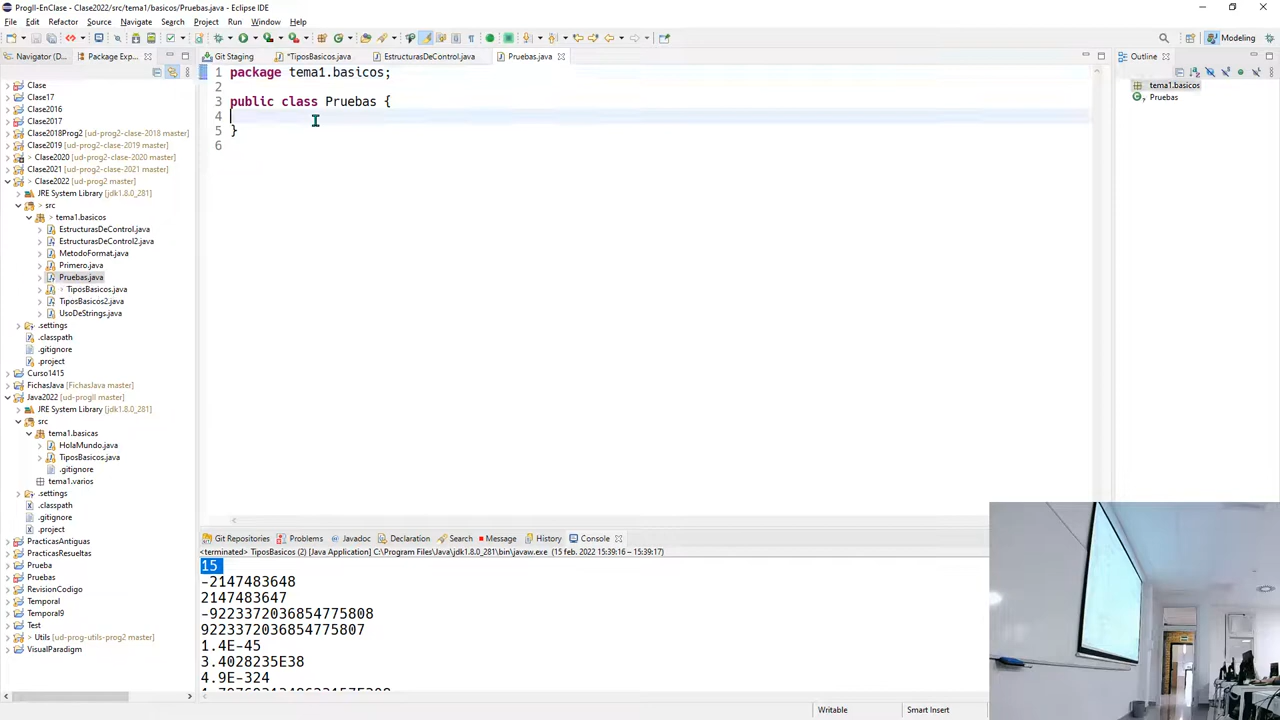 ProgII-EnClase - Clase2022/src/tema1/basicos/Pruebas.java - Eclipse IDE
File Edit Refactor Source Navigate Search Project Run Window Help
Modeling
Navigator (D...
Package Exp...
Git Staging
*TiposBasicos.java
EstructurasDeControl.java
Pruebas.java
Outline
Clase
Clase17
Clase2016
Clase2017
Clase2018Prog2 [ud-prog2-clase-2018 master]
Clase2019 [ud-prog2-clase-2019 master]
> Clase2020 [ud-prog2-clase-2020 master]
Clase2021 [ud-prog2-clase-2021 master]
> Clase2022 [ud-prog2 master]
JRE System Library [jdk1.8.0_281]
> src
> tema1.basicos
EstructurasDeControl.java
EstructurasDeControl2.java
MetodoFormat.java
Primero.java
Pruebas.java
> TiposBasicos.java
TiposBasicos2.java
UsoDeStrings.java
.settings
.classpath
.gitignore
.project
Curso1415
FichasJava [FichasJava master]
Java2022 [ud-progII master]
JRE System Library [jdk1.8.0_281]
src
tema1.basicas
HolaMundo.java
TiposBasicos.java
.gitignore
tema1.varios
.settings
.classpath
.gitignore
.project
PracticasAntiguas
PracticasResueltas
Prueba
Pruebas
RevisionCodigo
Temporal
Temporal9
Test
> Utils [ud-prog-utils-prog2 master]
VisualParadigm
1 package tema1.basicos;
2
3 public class Pruebas {
4
5 }
6
tema1.basicos
Pruebas
Git Repositories
Problems
Javadoc
Declaration
Search
Message
History
Console
<terminated> TiposBasicos (2) [Java Application] C:\Program Files\Java\jdk1.8.0_281\bin\javaw.exe (15 feb. 2022 15:39:16 – 15:39:17)
15
-2147483648
2147483647
-9223372036854775808
9223372036854775807
1.4E-45
3.4028235E38
4.9E-324
Writable
Smart Insert